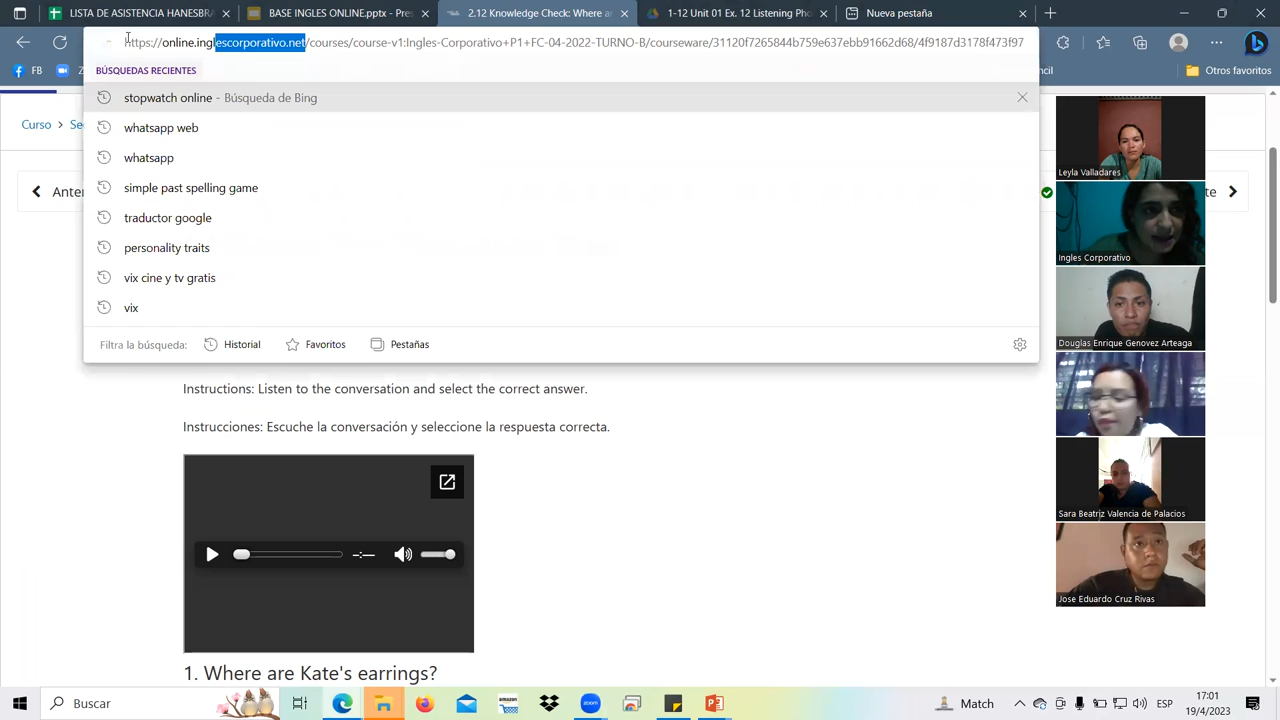 LISTA DE ASISTENCIA HANESBRA
BASE INGLES ONLINE.pptx - Pres
2.12 Knowledge Check: Where ar
1-12 Unit 01 Ex. 12 Listening Pho
Nueva pestaña
https://online.inglescorporativo.net/courses/course-v1:Ingles-Corporativo+P1+FC-04-2022-TURNO-B/courseware/31120f7265844b759e637ebb91662d68/4f9187d3178f473f97
BÚSQUEDAS RECIENTES
FB
Otros favoritos
stopwatch online - Búsqueda de Bing
Curso
whatsapp web
whatsapp
Leyla Valladares
simple past spelling game
traductor google
personality traits
Ingles Corporativo
vix cine y tv gratis
vix
Filtra la búsqueda:
Historial
Favoritos
Pestañas
Douglas Enrique Genovez Arteaga
Instructions: Listen to the conversation and select the correct answer.
Instrucciones: Escuche la conversación y seleccione la respuesta correcta.
Sara Beatriz Valencia de Palacios
-:--
Jose Eduardo Cruz Rivas
1. Where are Kate's earrings?
Buscar
Match
ESP
17:01
19/4/2023